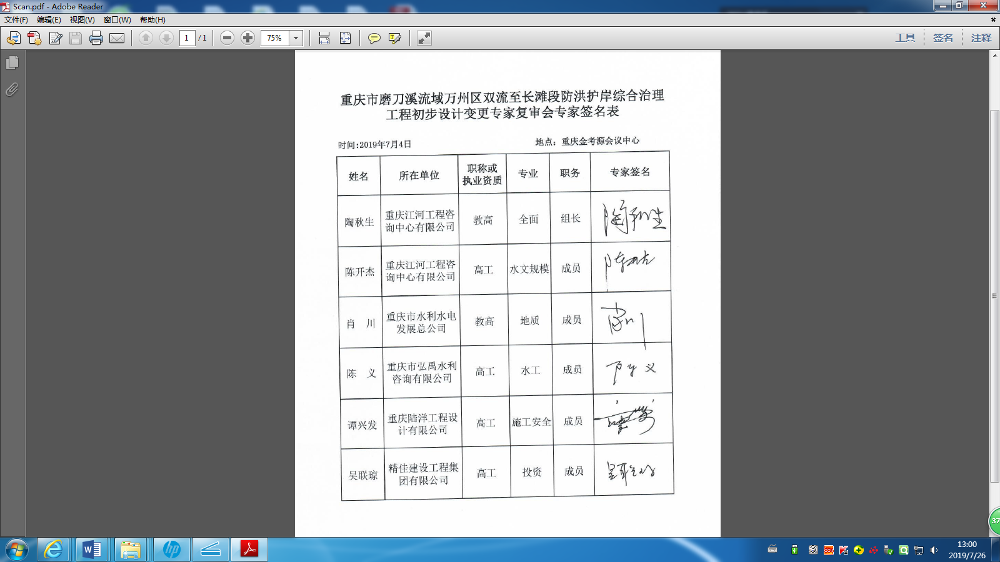 Scan.pdf - Adobe Reader
文件(F) 编辑(E) 视图(V) 窗口(W) 帮助(H)
1 / 1 75% 工具 签名 注释
重庆市磨刀溪流域万州区双流至长滩段防洪护岸综合治理
工程初步设计变更专家复审会专家签名表
时间:2019年7月4日 地点：重庆金考源会议中心
姓名 所在单位 职称或 专业 职务 专家签名
执业资质
陶秋生 重庆江河工程咨 教高 全面 组长 陶秋生
询中心有限公司
陈开杰 重庆江河工程咨 高工 水文规模 成员
询中心有限公司
肖 川 重庆市水利水电 教高 地质 成员 肖川
发展总公司
陈 义 重庆市弘禹水利 高工 水工 成员 陈义
咨询有限公司
谭兴发 重庆陆洋工程设 高工 施工安全 成员
计有限公司
吴联琼 精佳建设工程集 高工 投资 成员 吴联琼
团有限公司
37
13:00
2019/7/26